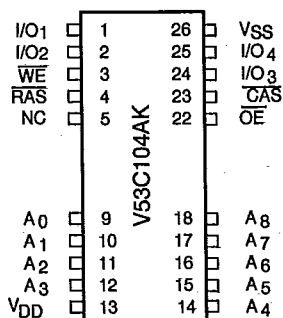 I/O1 1 26 VSS
I/O2 2 25 I/O4
WE 3 24 I/O3
RAS 4 23 CAS
NC 5 22 OE
V53C104AK
A0 9 18 A8
A1 10 17 A7
A2 11 16 A6
A3 12 15 A5
VDD 13 14 A4